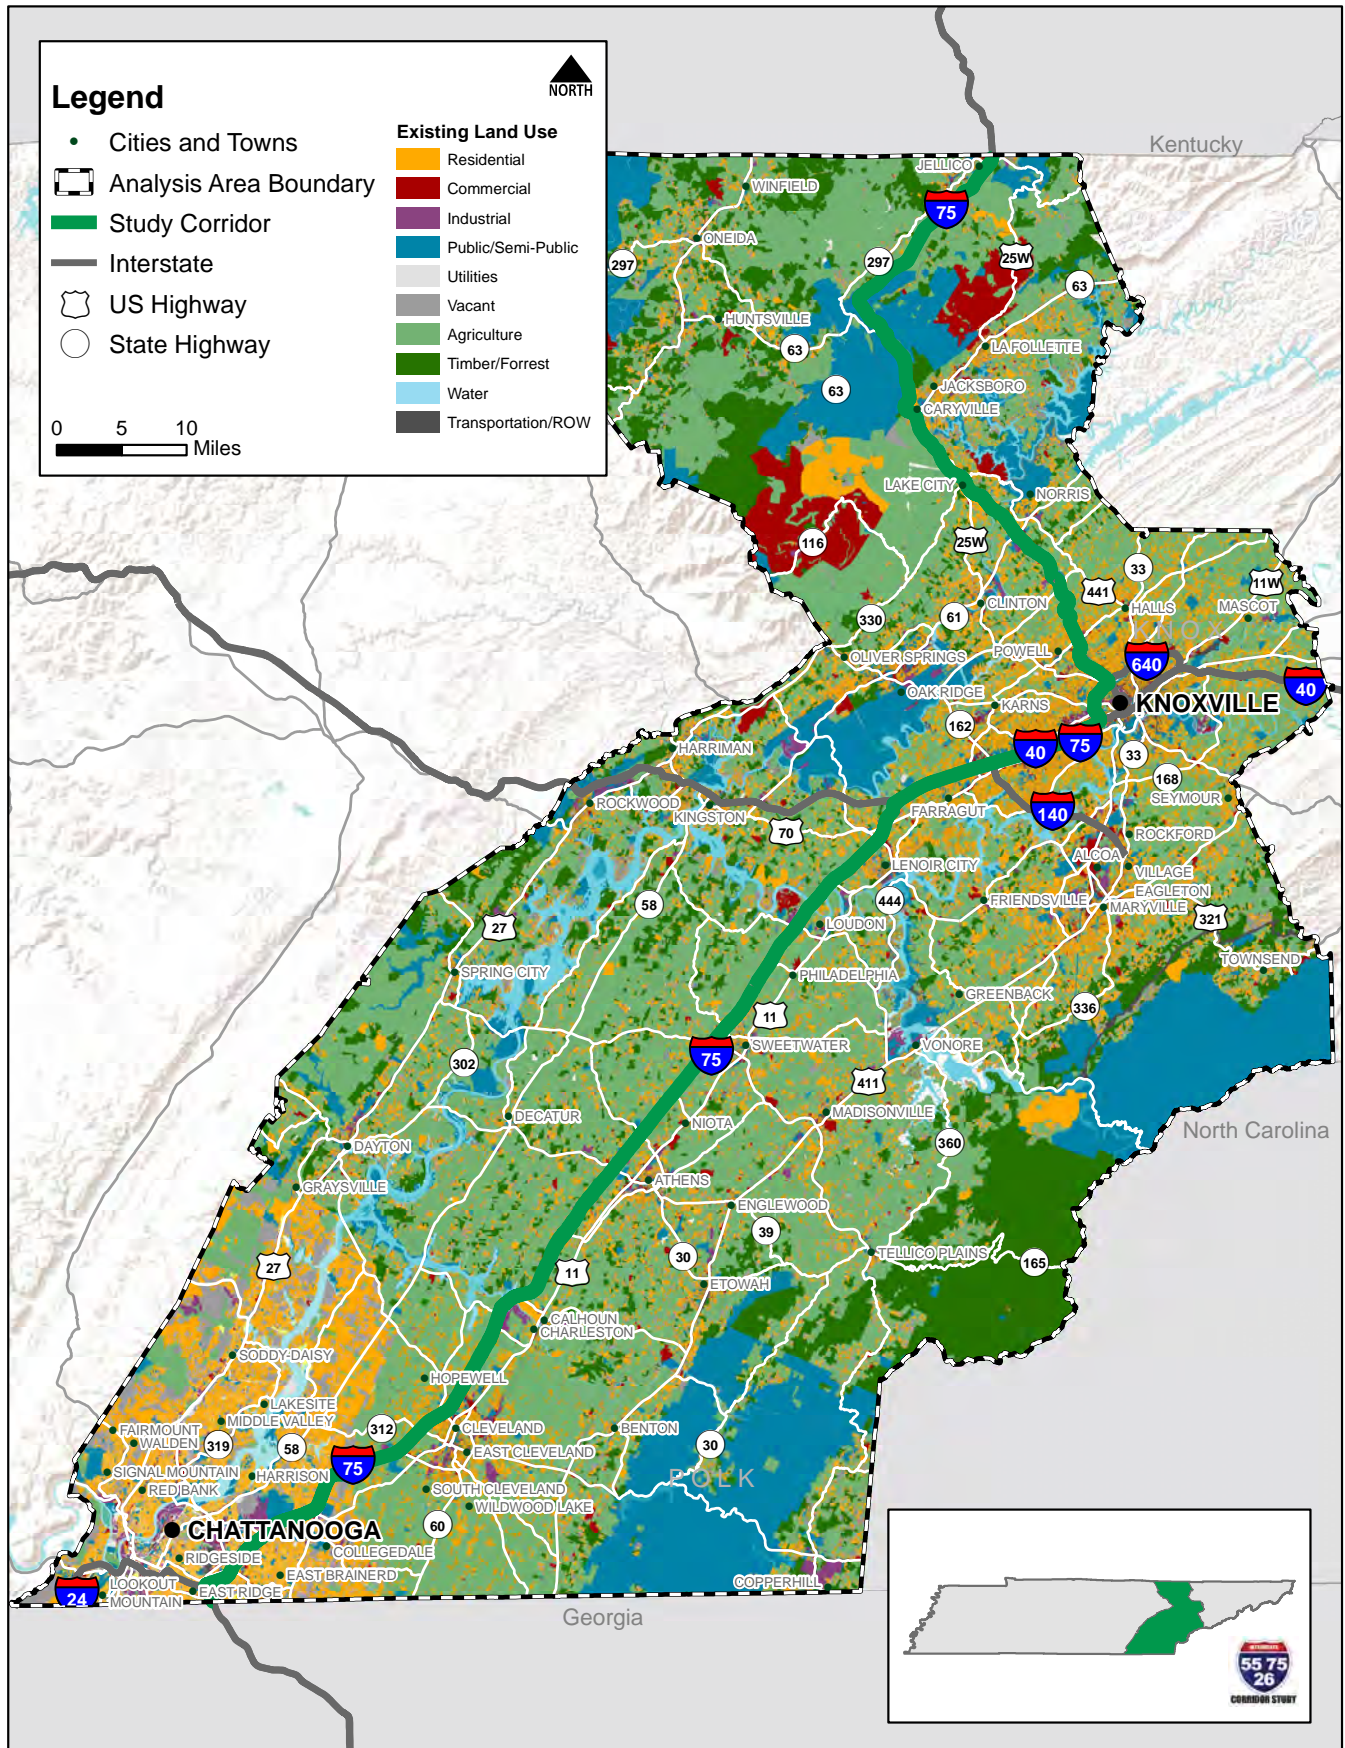 Legend
Cities and Towns
Analysis Area Boundary
Study Corridor
Interstate
US Highway
State Highway
0 5 10
Miles
NORTH
Existing Land Use
Residential
Commercial
Industrial
Public/Semi-Public
Utilities
Vacant
Agriculture
Timber/Forrest
Water
Transportation/ROW
Kentucky
JELLICO
WINFIELD
75
ONEIDA
297
297
25W
63
HUNTSVILLE
63
LA FOLLETTE
63
JACKSBORO
CARYVILLE
LAKE CITY
NORRIS
116
25W
33
441
11W
CLINTON
HALLS
MASCOT
330
61
KNOX
POWELL
OLIVER SPRINGS
640
40
OAK RIDGE
KARNS
KNOXVILLE
162
40
75
33
HARRIMAN
168
SEYMOUR
ROCKWOOD
KINGSTON
FARRAGUT
140
70
ROCKFORD
ALCOA
LENOIR CITY
VILLAGE
EAGLETON
58
444
FRIENDSVILLE
MARYVILLE
321
27
LOUDON
TOWNSEND
SPRING CITY
PHILADELPHIA
GREENBACK
336
11
75
SWEETWATER
VONORE
302
411
DECATUR
MADISONVILLE
NIOTA
North Carolina
360
DAYTON
GRAYSVILLE
ATHENS
ENGLEWOOD
39
30
TELLICO PLAINS
165
27
11
ETOWAH
CALHOUN
CHARLESTON
SODDY-DAISY
HOPEWELL
LAKESITE
MIDDLE VALLEY
FAIRMOUNT
WALDEN
319
58
312
CLEVELAND
BENTON
30
EAST CLEVELAND
75
SIGNAL MOUNTAIN
HARRISON
POLK
RED BANK
SOUTH CLEVELAND
WILDWOOD LAKE
CHATTANOOGA
60
COLLEGEDALE
RIDGESIDE
EAST BRAINERD
LOOKOUT
MOUNTAIN
EAST RIDGE
24
COPPERHILL
Georgia
INTERSTATE
55 75
26
CORRIDOR STUDY